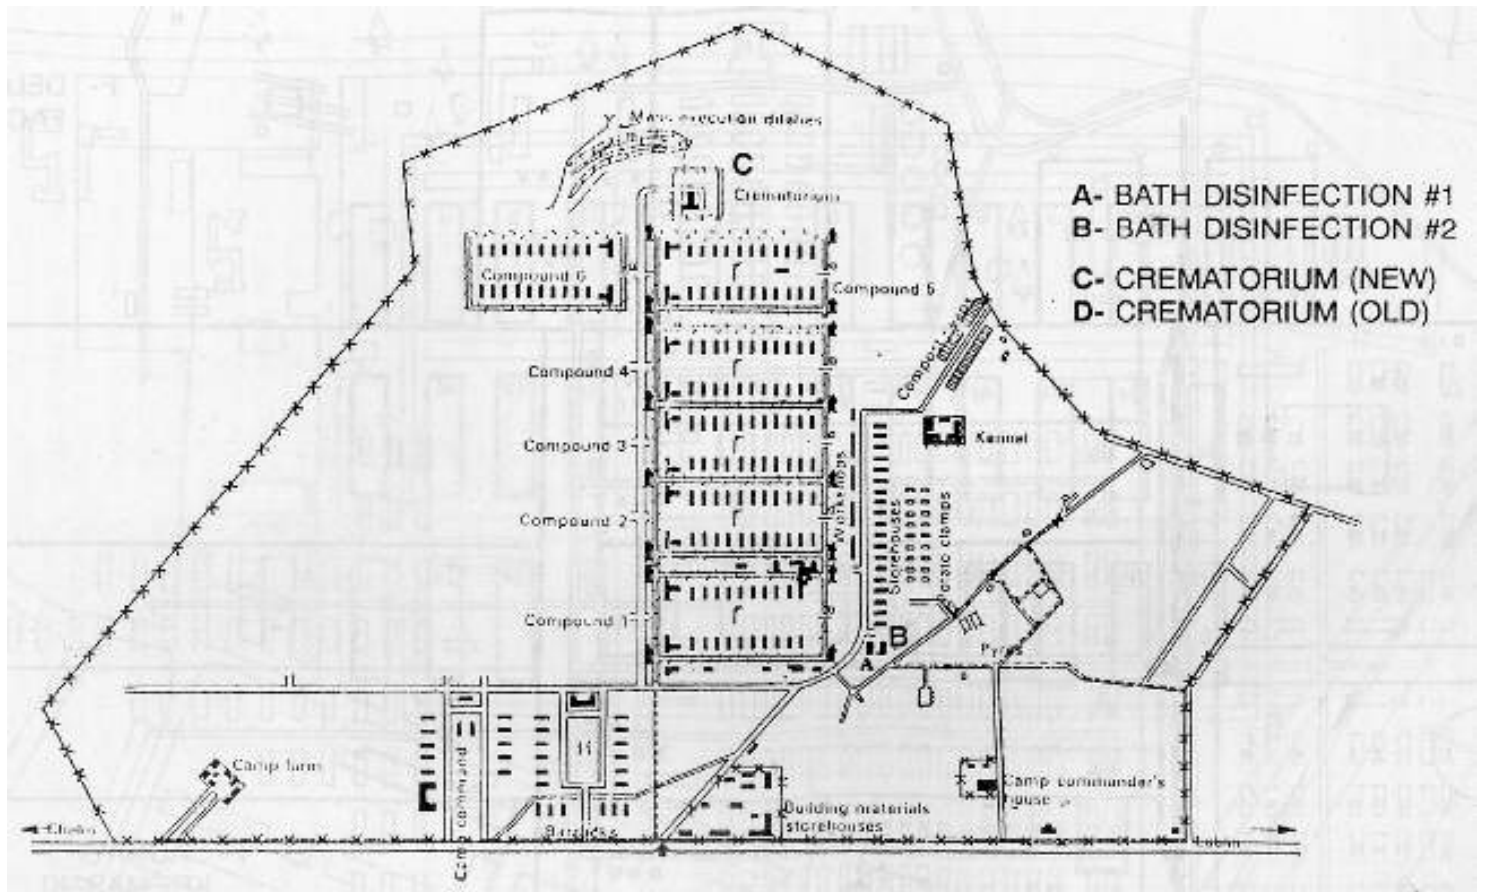 Mass execution ditches
C
Crematorium
A- BATH DISINFECTION #1
B- BATH DISINFECTION #2
C- CREMATORIUM (NEW)
D- CREMATORIUM (OLD)
Compound 6
Compound 5
Compound 4
Compound 3
Compound 2
Compound 1
Workshops
Storehouses
Potato clamps
Kennel
B
A
Camp farm
Camp command
Barracks
Building materials
storehouses
Camp commander's
house
Lublin